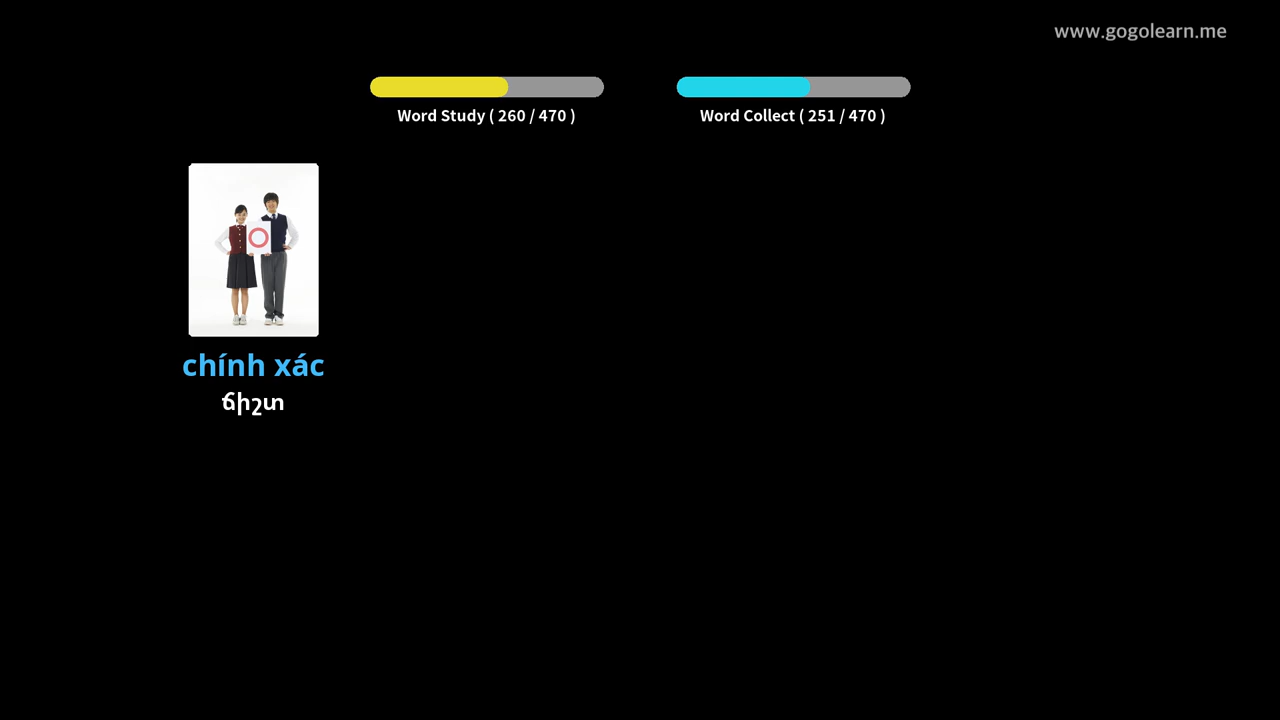 www.gogolearn.me
Word Study ( 260 / 470 )
Word Collect ( 251 / 470 )
chính xác
ճիշտ